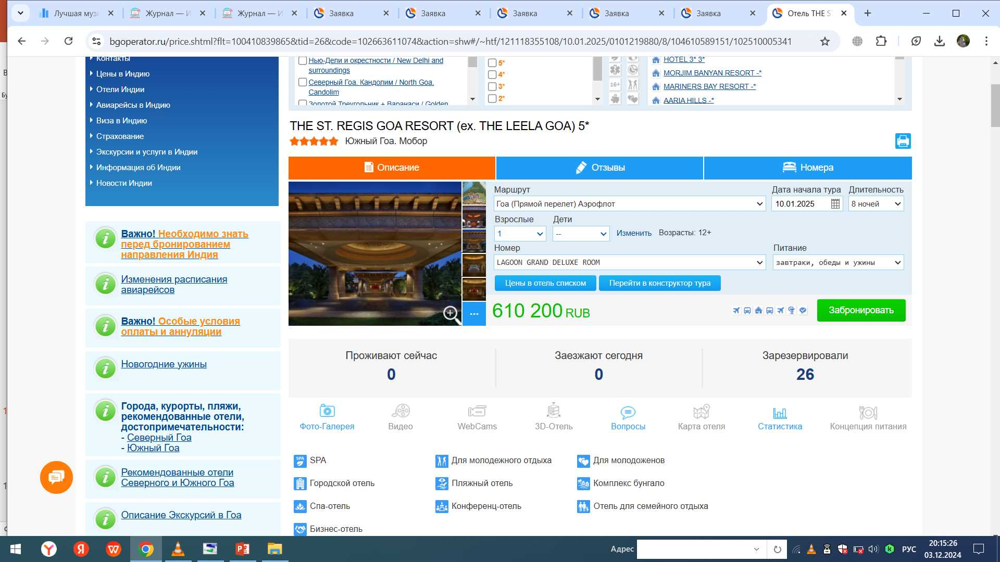 Лучшая муз
Журнал — И
Журнал — И
Заявка
Заявка
Заявка
Заявка
Заявка
Отель THE S
bgoperator.ru/price.shtml?flt=100410839865&tid=26&code=102663611074&action=shw#/~htf/121118355108/10.01.2025/0101219880/8/104610589151/102510005341
Контакты
Цены в Индию
Отели Индии
Авиарейсы в Индию
Виза в Индию
Страхование
Экскурсии и услуги в Индии
Информация об Индии
Новости Индии
Нью-Дели и окрестности / New Delhi and
surroundings
Северный Гоа. Кандолим / North Goa.
Candolim
Золотой Треугольник + Варанаси / Golden
5*
4*
3*
2*
16+
HOTEL 3* 3*
MORJIM BANYAN RESORT -*
MARINERS BAY RESORT -*
AARIA HILLS -*
THE ST. REGIS GOA RESORT (ex. THE LEELA GOA) 5*
Южный Гоа. Мобор
Описание
Отзывы
Номера
Маршрут
Дата начала тура
Длительность
Гоа (Прямой перелет) Аэрофлот
10.01.2025
8 ночей
Взрослые
Дети
1
--
Изменить
Возрасты: 12+
Номер
Питание
LAGOON GRAND DELUXE ROOM
завтраки, обеды и ужины
Цены в отель списком
Перейти в конструктор тура
...
610 200 RUB
Забронировать
Важно! Необходимо знать
перед бронированием
направления Индия
Изменения расписания
авиарейсов
Важно! Особые условия
оплаты и аннуляции
Новогодние ужины
Города, курорты, пляжи,
рекомендованные отели,
достопримечательности:
- Северный Гоа
- Южный Гоа
Рекомендованные отели
Северного и Южного Гоа
Описание Экскурсий в Гоа
Проживают сейчас
0
Заезжают сегодня
0
Зарезервировали
26
Фото-Галерея
Видео
WebCams
3D-Отель
Вопросы
Карта отеля
Статистика
Концепция питания
SPA
SPA
Для молодежного отдыха
Для молодоженов
Городской отель
Пляжный отель
Комплекс бунгало
Спа-отель
Конференц-отель
Отель для семейного отдыха
Бизнес-отель
Адрес
РУС
20:15:26
03.12.2024